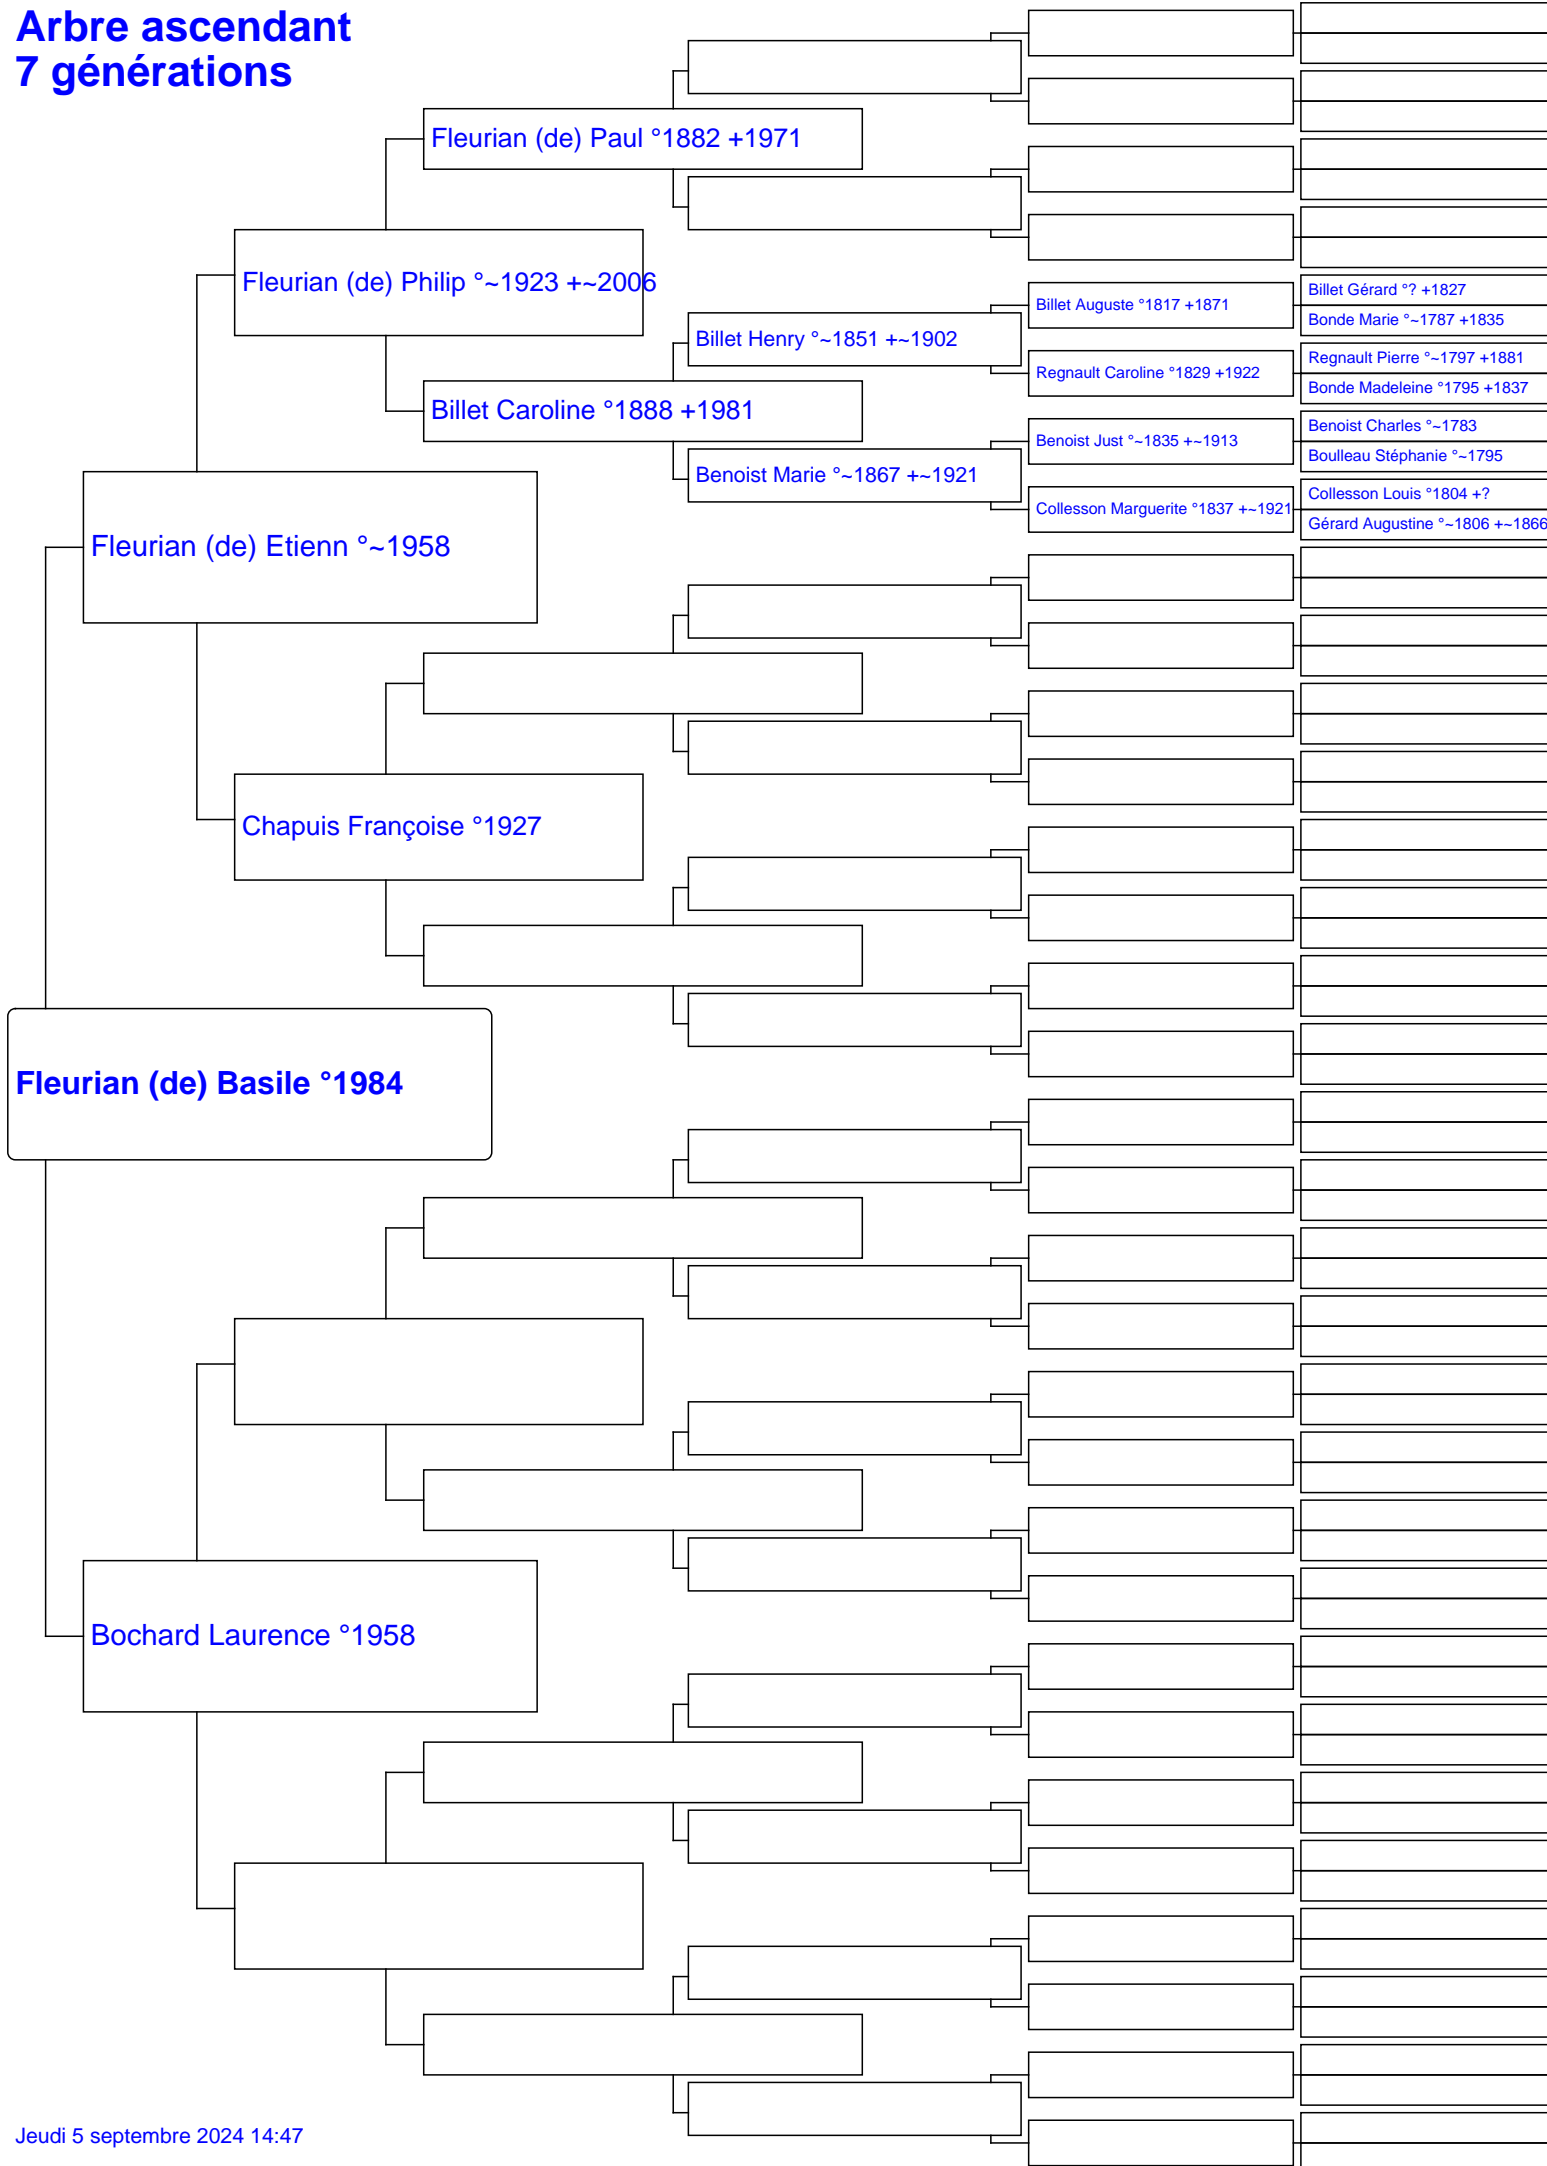 Arbre ascendant
7 générations
Fleurian (de) Paul °1882 +1971
Fleurian (de) Philip °~1923 +~2006
Billet Gérard °? +1827
Billet Auguste °1817 +1871
Bonde Marie °~1787 +1835
Billet Henry °~1851 +~1902
Regnault Pierre °~1797 +1881
Regnault Caroline °1829 +1922
Bonde Madeleine °1795 +1837
Billet Caroline °1888 +1981
Benoist Charles °~1783
Benoist Just °~1835 +~1913
Boulleau Stéphanie °~1795
Benoist Marie °~1867 +~1921
Collesson Louis °1804 +?
Collesson Marguerite °1837 +~1921
Gérard Augustine °~1806 +~1866
Fleurian (de) Etienn °~1958
Chapuis Françoise °1927
Fleurian (de) Basile °1984
Bochard Laurence °1958
Jeudi 5 septembre 2024 14:47